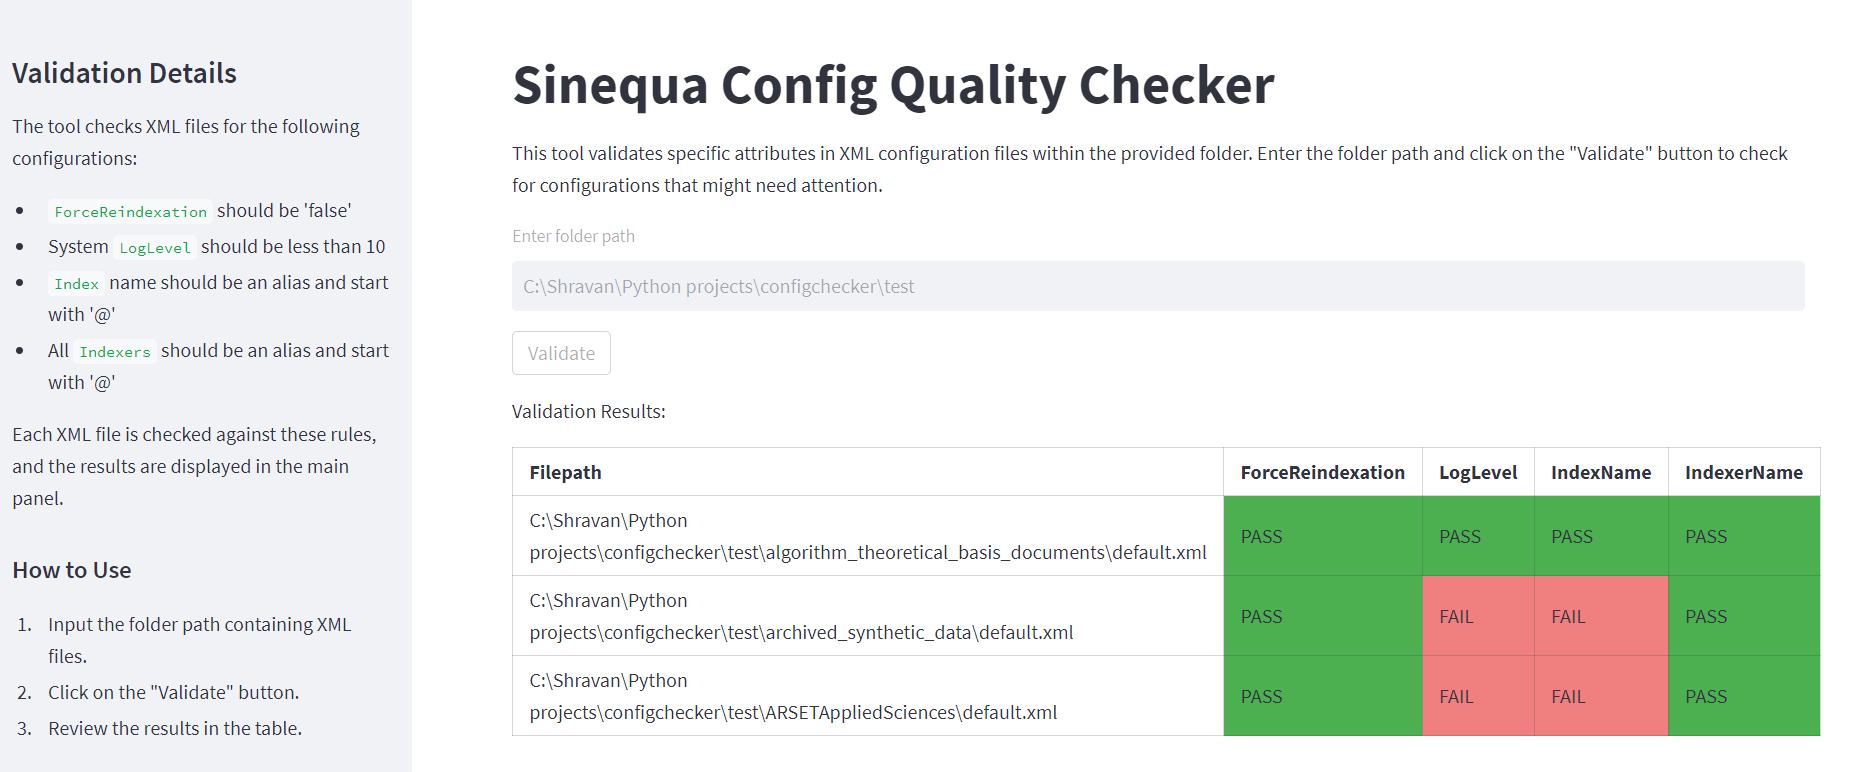 Validation Details
The tool checks XML files for the following
configurations:
• ForceReindexation should be 'false'
• System LogLevel should be less than 10
• Index name should be an alias and start
with '@'
• All Indexers should be an alias and start
with '@'
Each XML file is checked against these rules,
and the results are displayed in the main
panel.
How to Use
1. Input the folder path containing XML
files.
2. Click on the "Validate" button.
3. Review the results in the table.
Sinequa Config Quality Checker
This tool validates specific attributes in XML configuration files within the provided folder. Enter the folder path and click on the "Validate" button to check
for configurations that might need attention.
Enter folder path
C:\Shravan\Python projects\configchecker\test
Validate
Validation Results:
Filepath ForceReindexation LogLevel IndexName IndexerName
C:\Shravan\Python
projects\configchecker\test\algorithm_theoretical_basis_documents\default.xml
PASS PASS PASS PASS
C:\Shravan\Python
projects\configchecker\test\archived_synthetic_data\default.xml
PASS FAIL FAIL PASS
C:\Shravan\Python
projects\configchecker\test\ARSETAppliedSciences\default.xml
PASS FAIL FAIL PASS